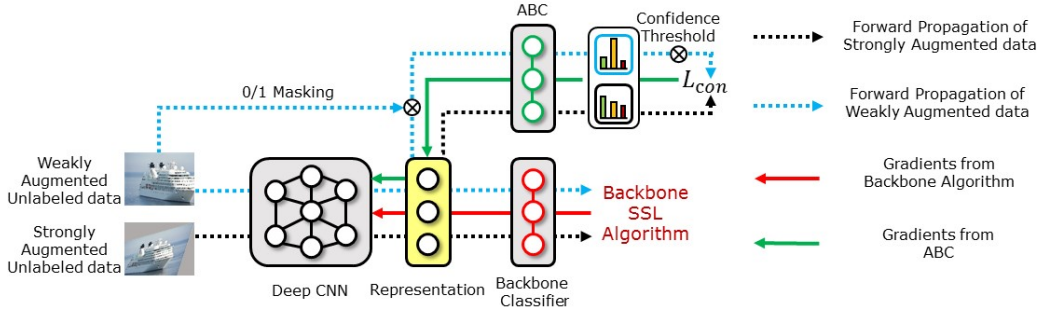 ABC
Confidence
Threshold
Forward Propagation of
Strongly Augmented data
0/1 Masking
L_con
Forward Propagation of
Weakly Augmented data
Weakly
Augmented
Unlabeled data
Backbone
SSL
Algorithm
Gradients from
Backbone Algorithm
Strongly
Augmented
Unlabeled data
Gradients from
ABC
Deep CNN
Representation
Backbone
Classifier